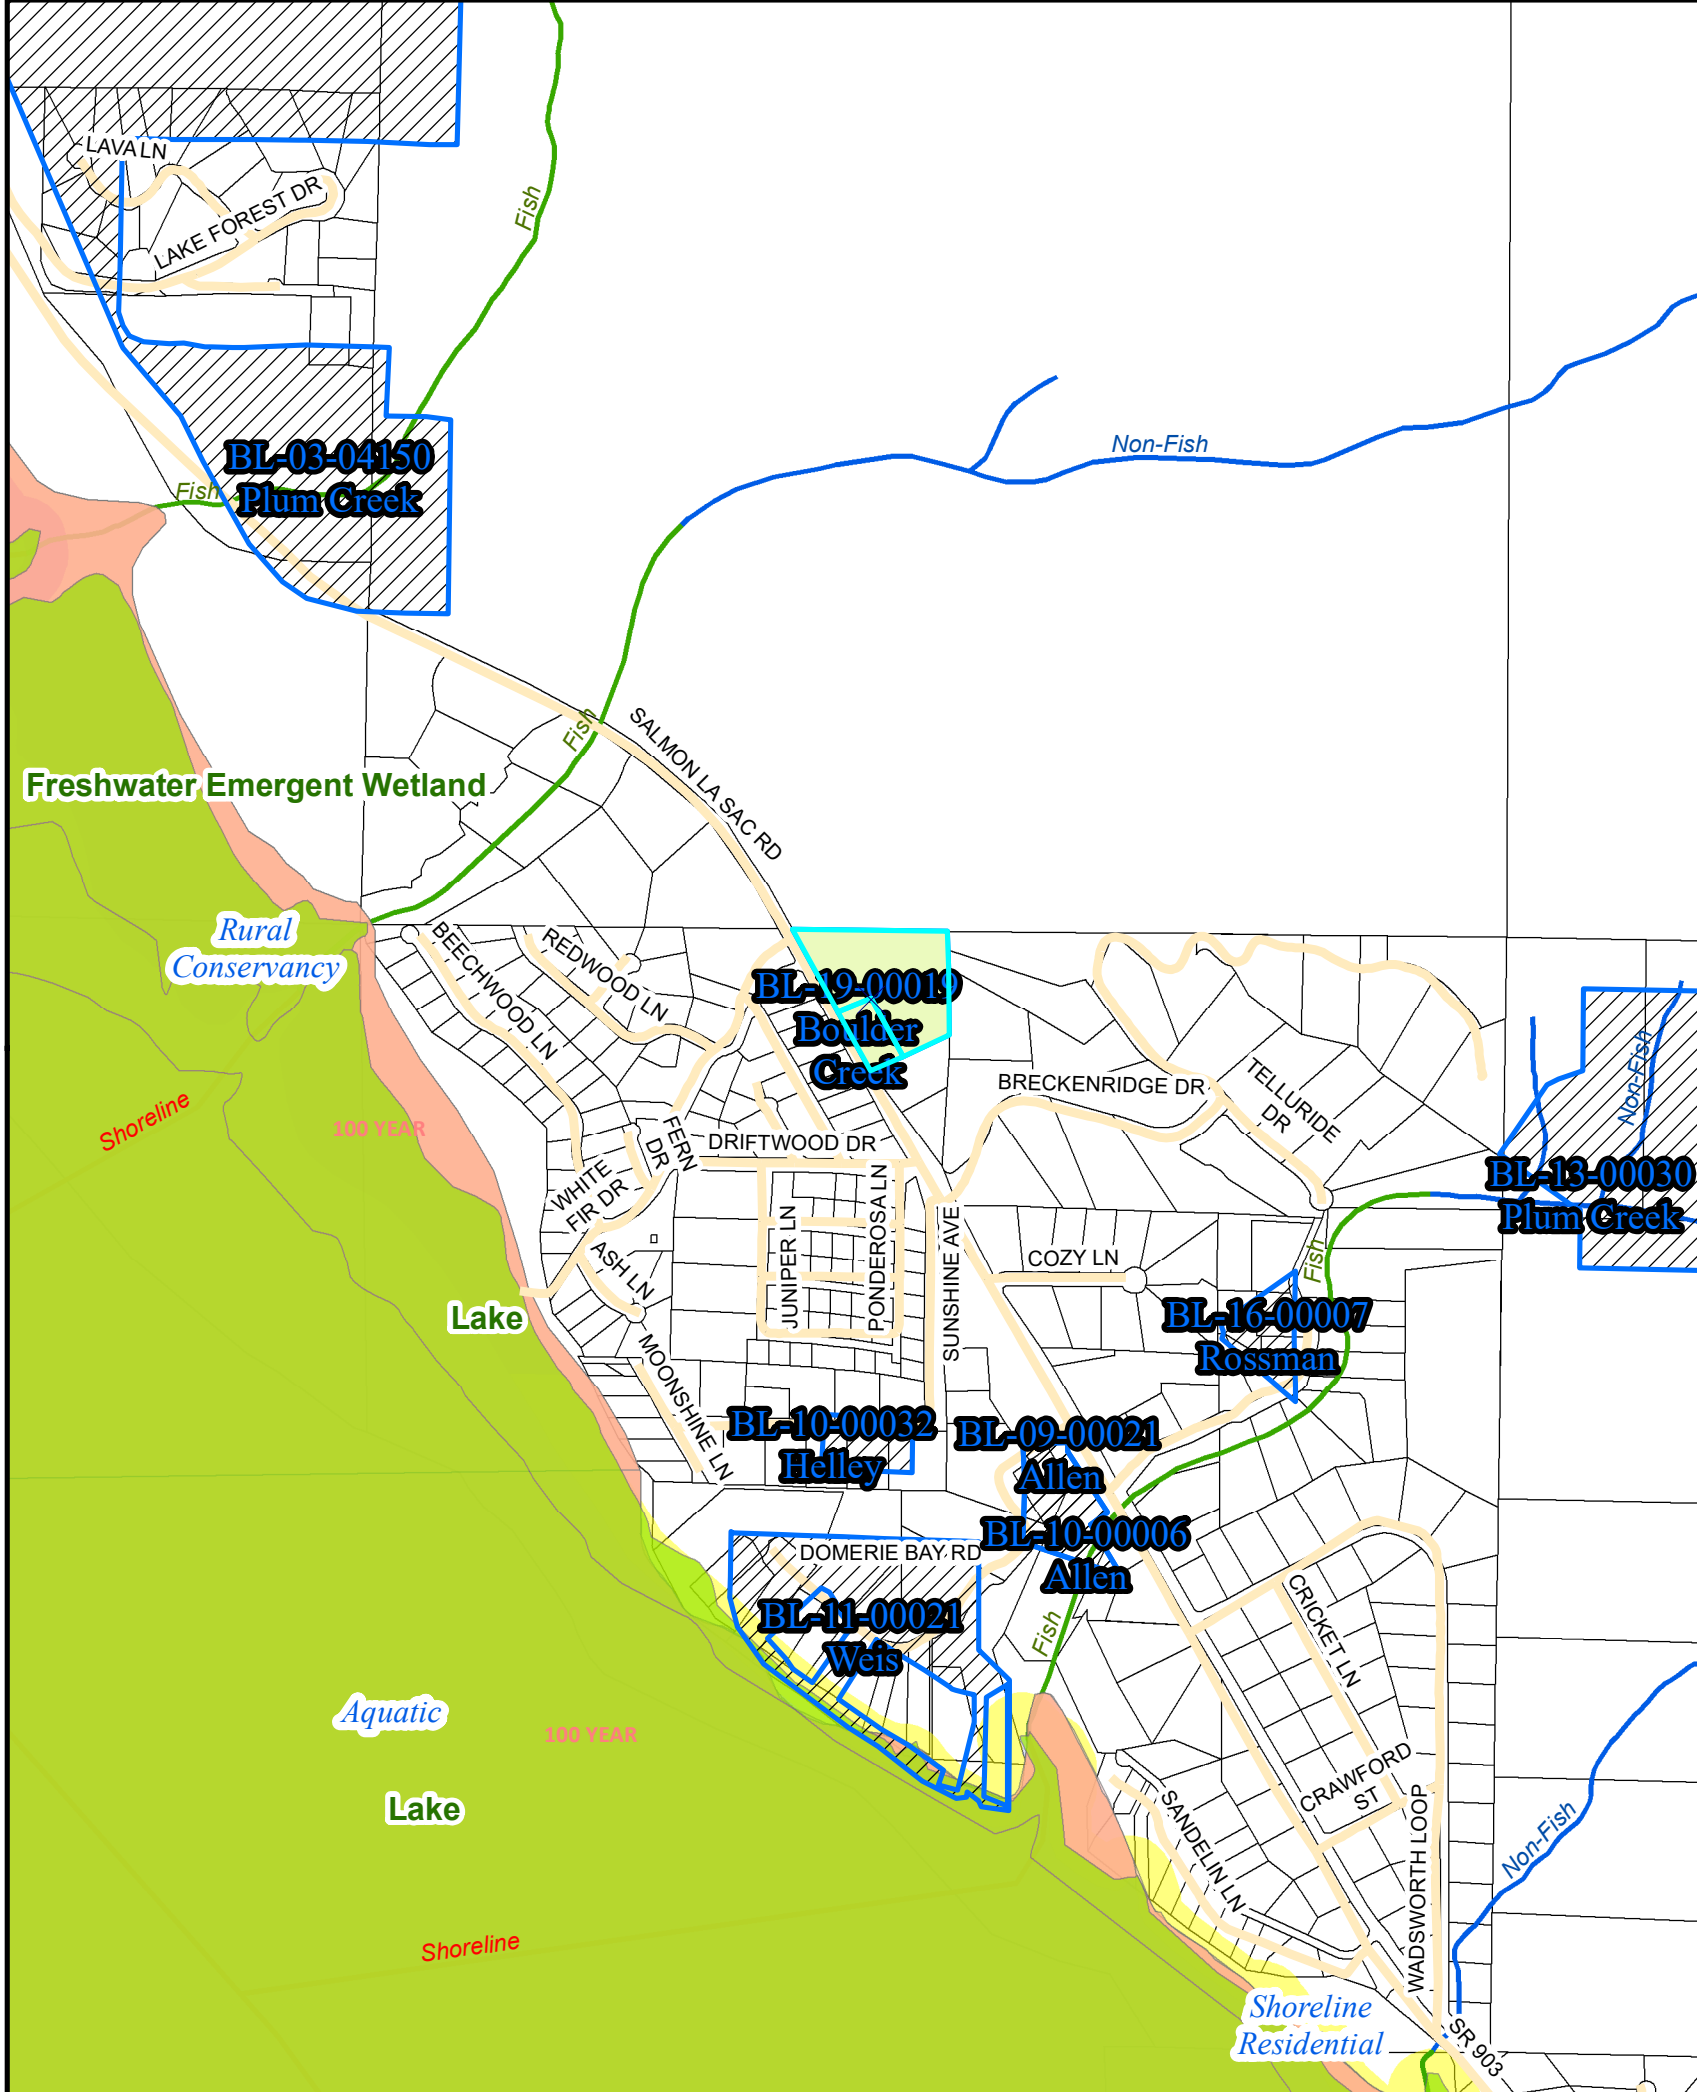 LAVA LN
LAKE FOREST DR
Fish
BL-03-04150
Plum Creek
Fish
Non-Fish
SALMON LA SAC RD
Fish
Freshwater Emergent Wetland
Rural
Conservancy
BEECHWOOD LN
REDWOOD LN
BL-19-00019
Boulder
Creek
Shoreline
100 YEAR
BRECKENRIDGE DR
TELLURIDE
DR
Non-Fish
FERN
DR
DRIFTWOOD DR
WHITE
FIR DR
BL-13-00030
Plum Creek
JUNIPER LN
PONDEROSA LN
SUNSHINE AVE
ASH LN
COZY LN
Fish
Lake
BL-16-00007
Rossman
MOONSHINE LN
BL-10-00032
Helley
BL-09-00021
Allen
BL-10-00006
Allen
DOMERIE BAY RD
BL-11-00021
Weis
Fish
CRICKET LN
Aquatic
100 YEAR
Lake
CRAWFORD
ST
SANDELIN LN
WADSWORTH LOOP
Non-Fish
Shoreline
Shoreline
Residential
SR 903